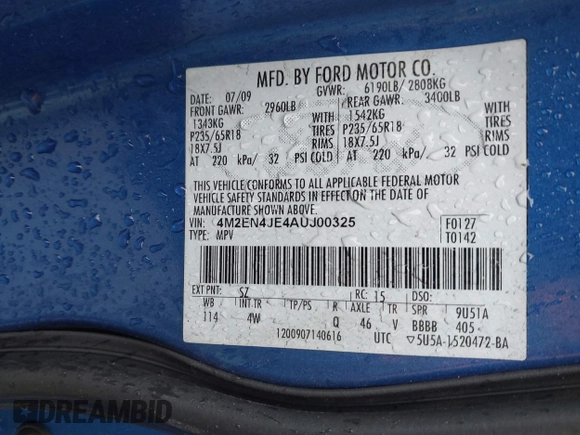 MFD. BY FORD MOTOR CO.
DATE: 07/09 GVWR: 6190LB/ 2808KG
FRONT GAWR: 2960LB REAR GAWR: 3400LB
1343KG 1542KG
P235/65R18 TIRES P235/65R18 TIRES
18X7.5J RIMS 18X7.5J RIMS
AT 220 kPa/ 32 PSI COLD AT 220 kPa/ 32 PSI COLD
THIS VEHICLE CONFORMS TO ALL APPLICABLE FEDERAL MOTOR
VEHICLE SAFETY STANDARDS IN EFFECT ON THE DATE OF
MANUFACTURE SHOWN ABOVE.
VIN: 4M2EN4JE4AUJ00325 F0127
TYPE: MPV T0142
EXT PNT: SZ RC: 15 DSO:
WB INT TR TP/PS R AXLE TR SPR 9U51A
114 4W Q 46 V BBBB 405
1200907140616 UTC ▽5U5A-1520472-BA
DREAMBID